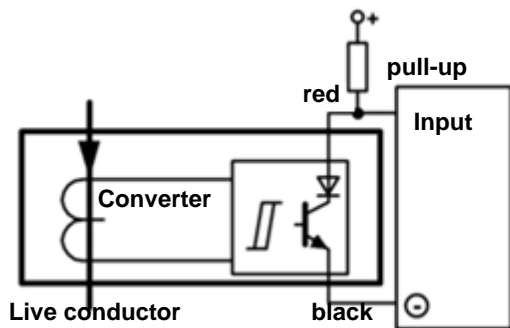 +
pull-up
red
Input
Converter
Live conductor
black
-